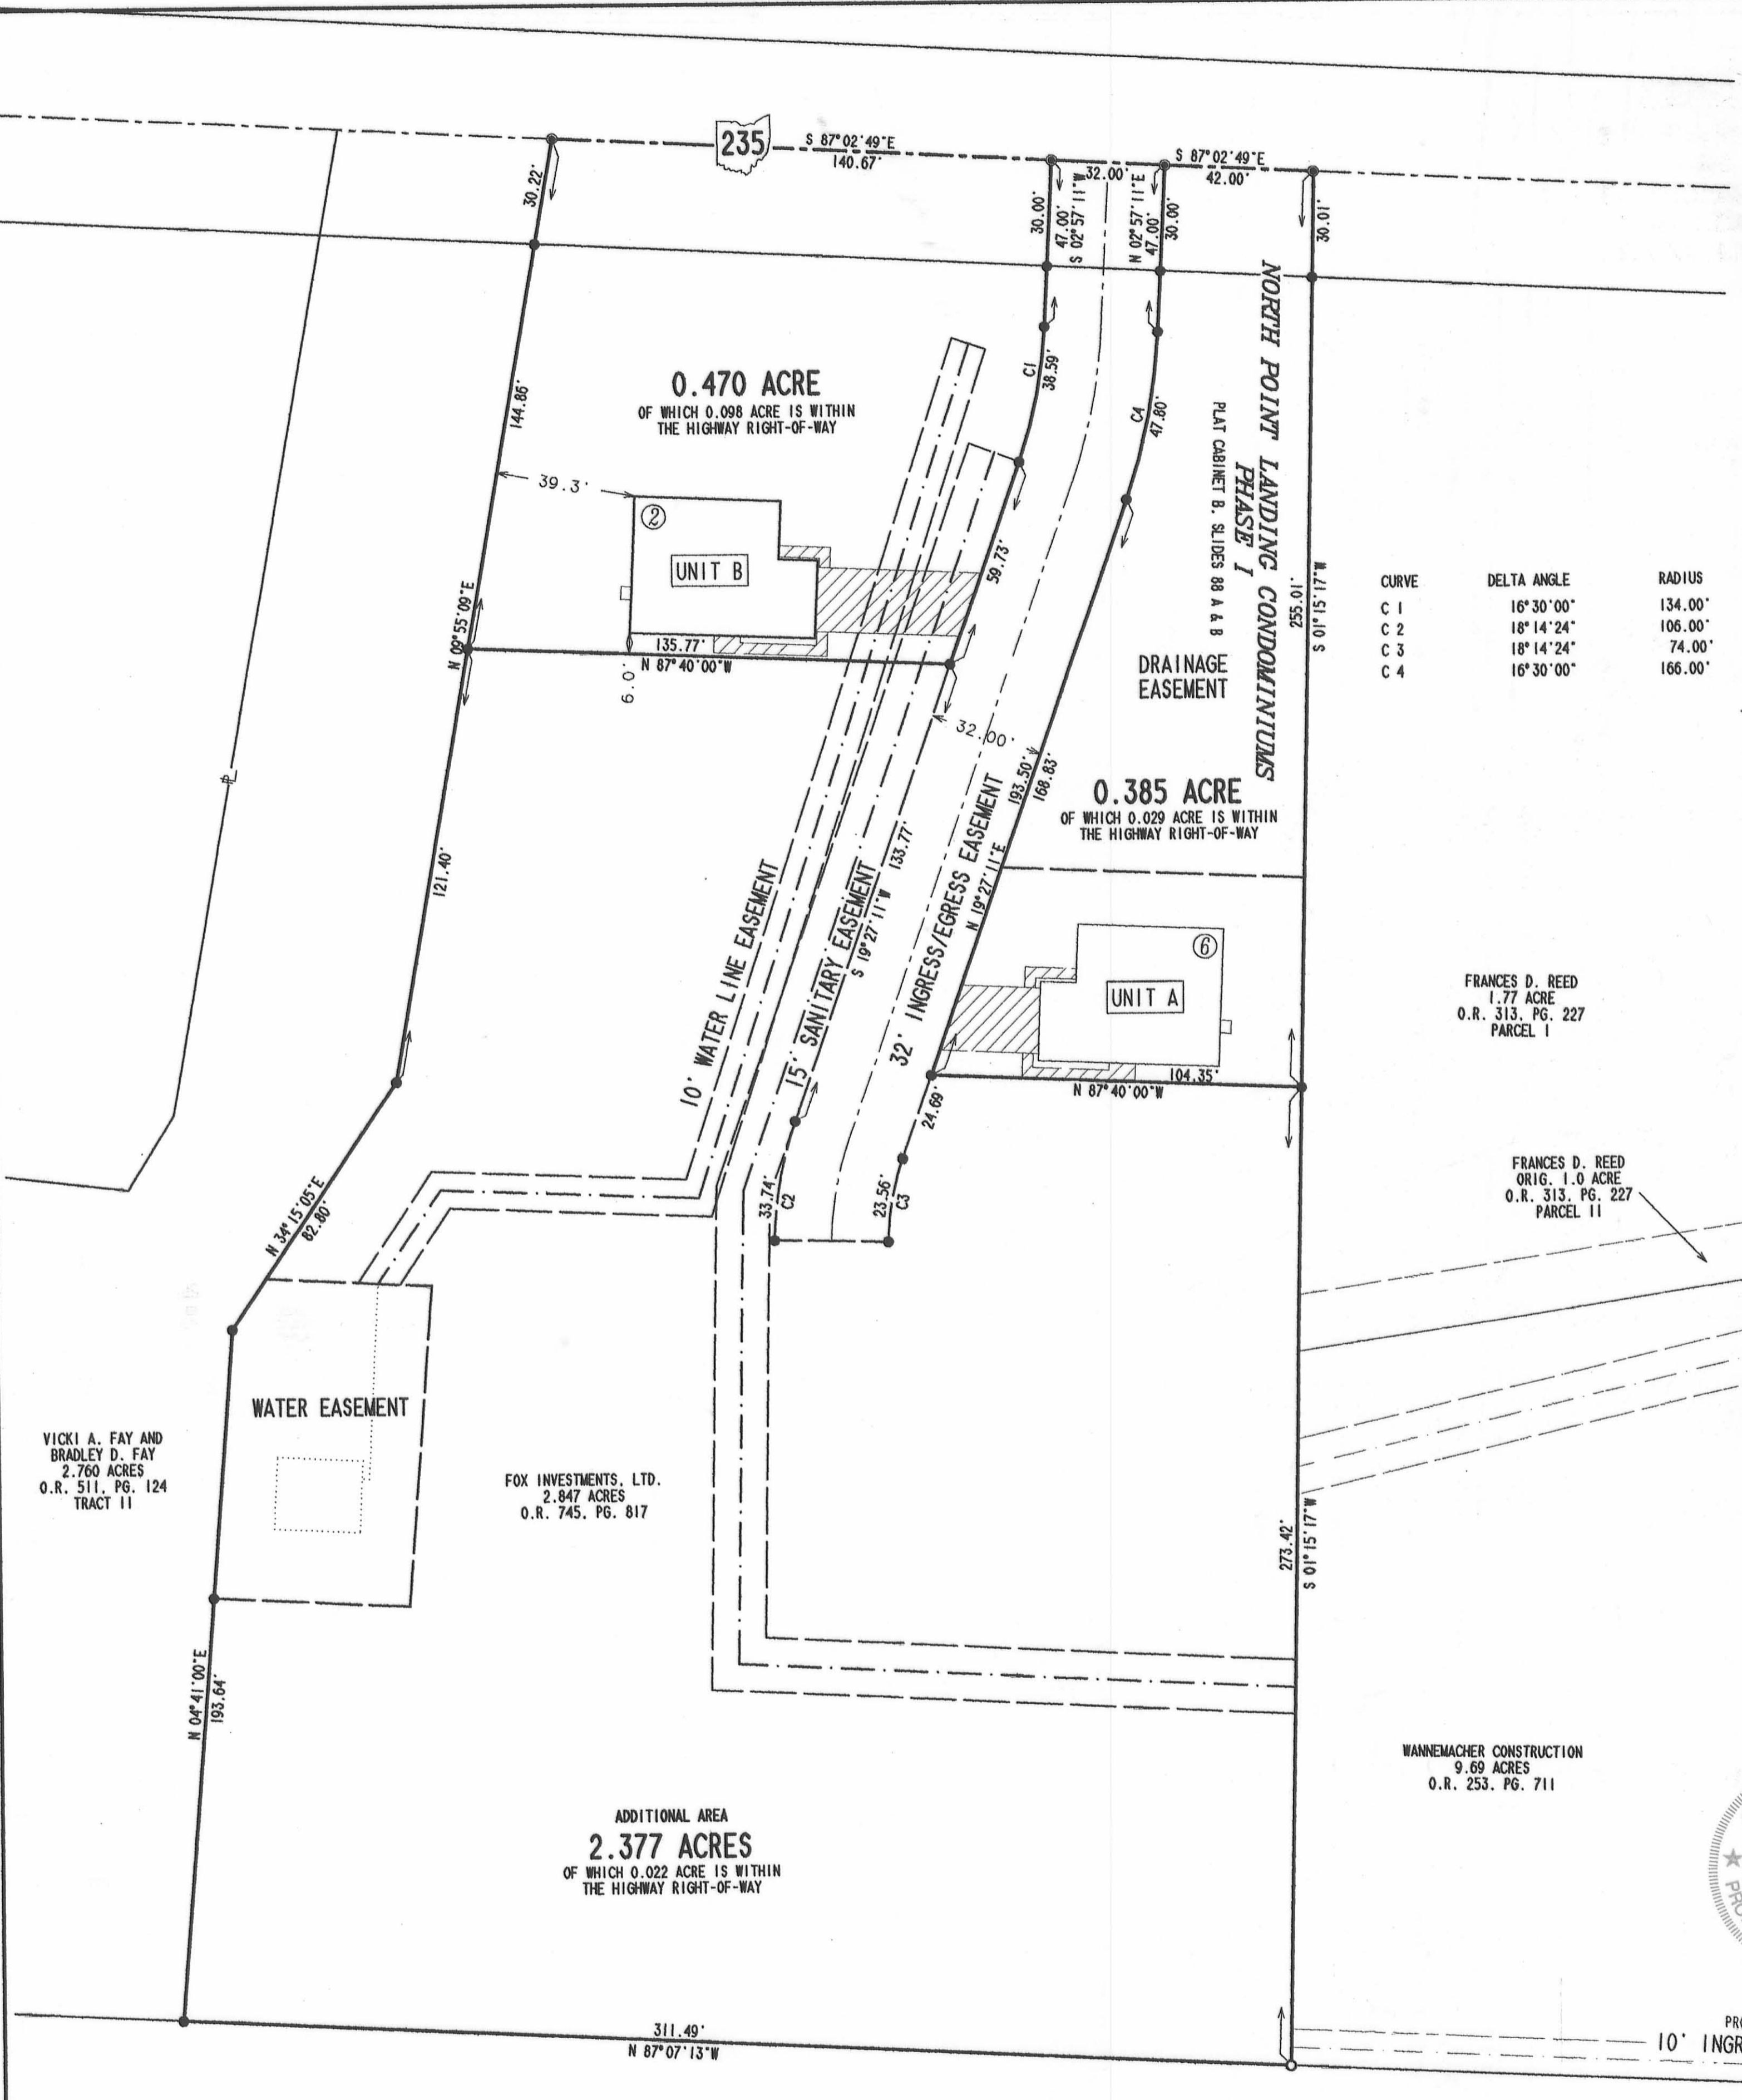 235
S 87°02'49"E
140.67'
32.00'
S 87°02'49"E
42.00'
30.22'
30.00'
47.00'
S 02°57'11"W
N 02°57'11"E
47.00'
30.00'
30.01'
144.86'
0.470 ACRE
OF WHICH 0.098 ACRE IS WITHIN
THE HIGHWAY RIGHT-OF-WAY
C1
38.59'
C4
47.80'
NORTH POINT LANDING CONDOMINIUMS
PHASE I
PLAT CABINET B, SLIDES 88 A & B
39.3'
2
UNIT B
59.73'
N 09°55'09"E
135.77'
N 87°40'00"W
6.0'
255.01'
S 01°15'17"W
CURVE DELTA ANGLE RADIUS
C 1 16°30'00" 134.00'
C 2 18°14'24" 106.00'
C 3 18°14'24" 74.00'
C 4 16°30'00" 166.00'
DRAINAGE
EASEMENT
32.00'
193.50'
168.83'
N 19°27'11"E
0.385 ACRE
OF WHICH 0.029 ACRE IS WITHIN
THE HIGHWAY RIGHT-OF-WAY
121.40'
10' WATER LINE EASEMENT
15' SANITARY EASEMENT
S 19°27'11"W
133.77'
32' INGRESS/EGRESS EASEMENT
6
UNIT A
104.35'
N 87°40'00"W
24.69'
FRANCES D. REED
1.77 ACRE
O.R. 313, PG. 227
PARCEL I
33.74'
C2
23.56'
C3
FRANCES D. REED
ORIG. 1.0 ACRE
O.R. 313, PG. 227
PARCEL II
N 34°15'05"E
82.80'
WATER EASEMENT
VICKI A. FAY AND
BRADLEY D. FAY
2.760 ACRES
O.R. 511, PG. 124
TRACT II
FOX INVESTMENTS, LTD.
2.847 ACRES
O.R. 745, PG. 817
273.42'
S 01°15'17"W
N 04°41'00"E
193.64'
WANNEMACHER CONSTRUCTION
9.69 ACRES
O.R. 253, PG. 711
ADDITIONAL AREA
2.377 ACRES
OF WHICH 0.022 ACRE IS WITHIN
THE HIGHWAY RIGHT-OF-WAY
311.49'
N 87°07'13"W
10' INGR